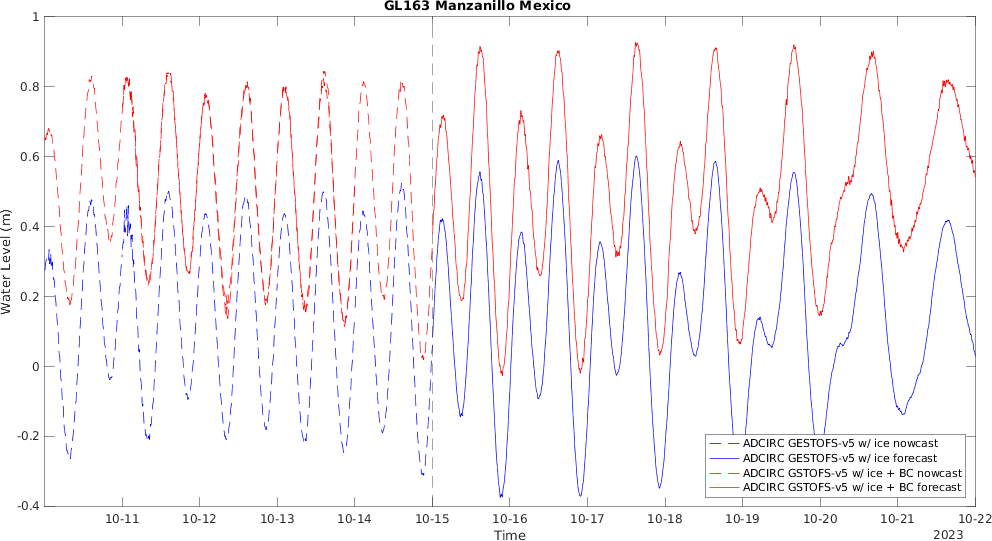 GL163 Manzanillo Mexico
1
0.8
0.6
0.4
0.2
0
-0.2
-0.4
Water Level (m)
ADCIRC GESTOFS-v5 w/ ice nowcast
ADCIRC GESTOFS-v5 w/ ice forecast
ADCIRC GSTOFS-v5 w/ ice + BC nowcast
ADCIRC GSTOFS-v5 w/ ice + BC forecast
10-11 10-12 10-13 10-14 10-15 10-16 10-17 10-18 10-19 10-20 10-21 10-22
Time
2023